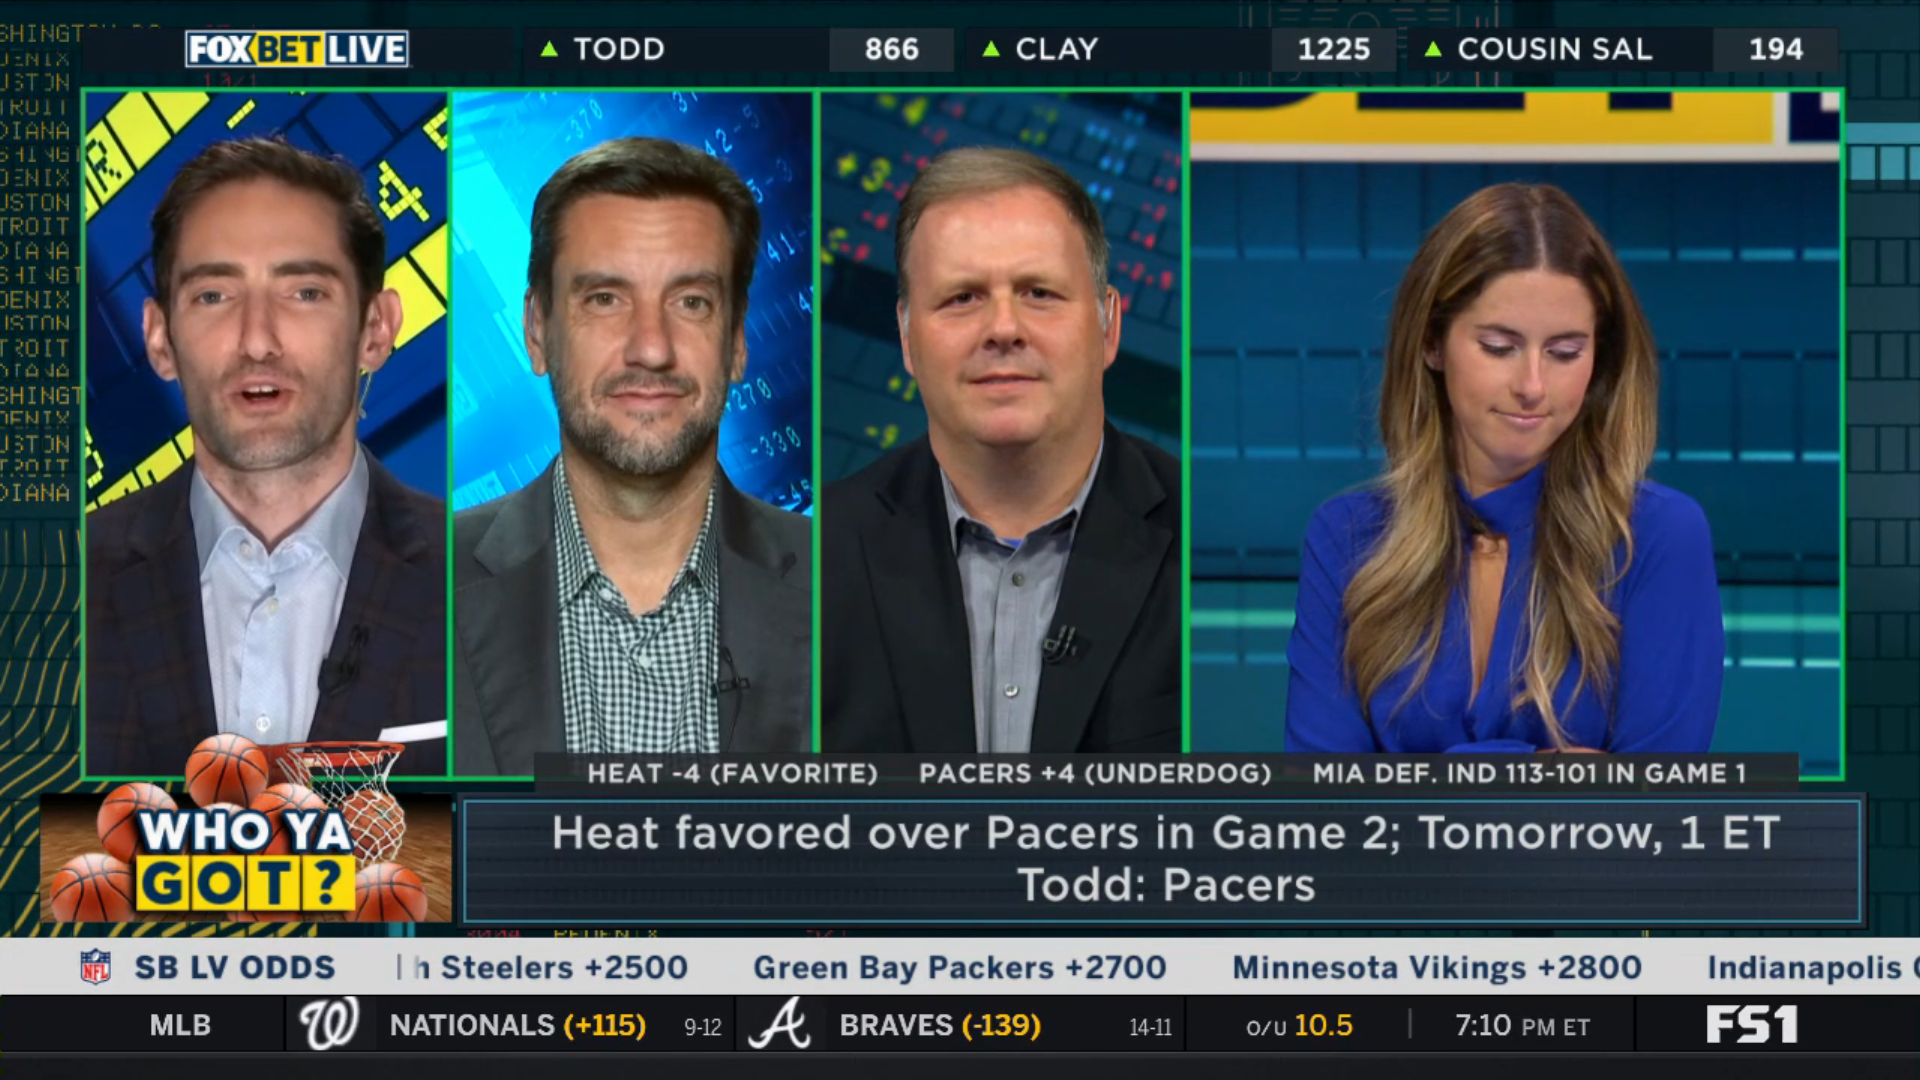 FOX BET LIVE
TODD 866
CLAY 1225
COUSIN SAL 194
HEAT -4 (FAVORITE) PACERS +4 (UNDERDOG) MIA DEF. IND 113-101 IN GAME 1
WHO YA
GOT?
Heat favored over Pacers in Game 2; Tomorrow, 1 ET
Todd: Pacers
SB LV ODDS h Steelers +2500 Green Bay Packers +2700 Minnesota Vikings +2800 Indianapolis
MLB NATIONALS (+115) 9-12 BRAVES (-139) 14-11 O/U 10.5 7:10 PM ET FS1